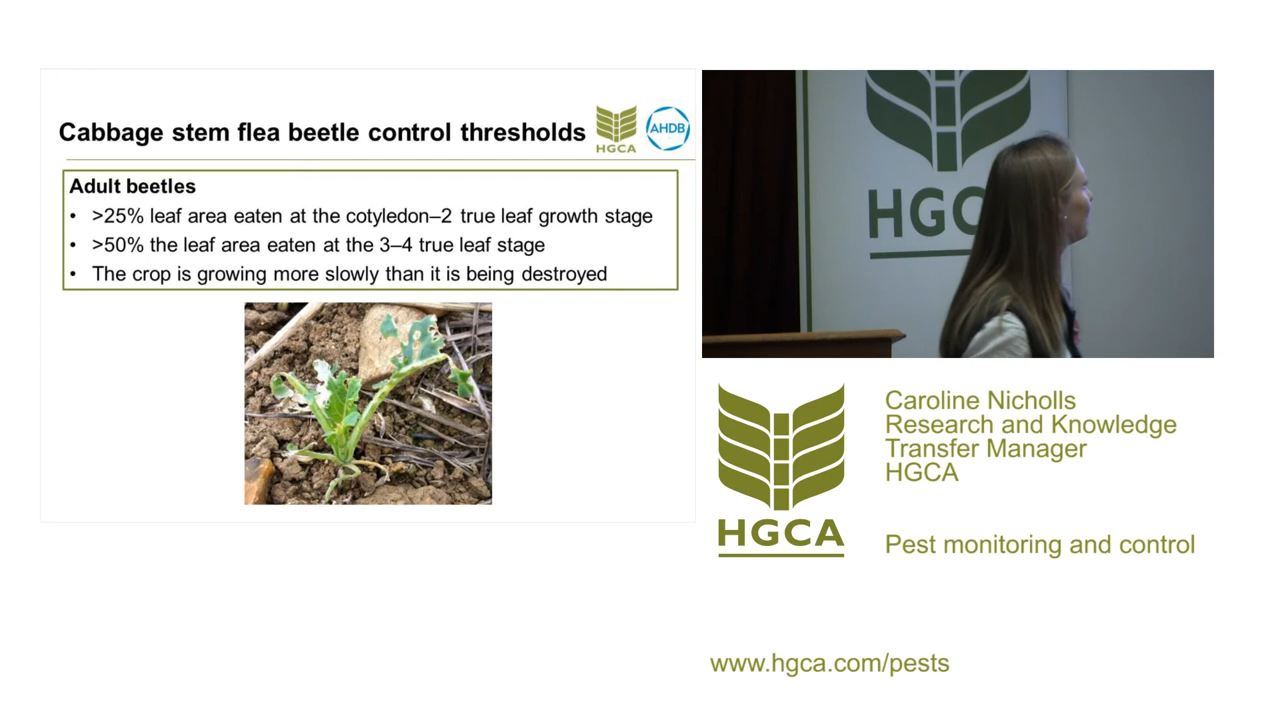 Cabbage stem flea beetle control thresholds
HGCA
AHDB
Adult beetles
• >25% leaf area eaten at the cotyledon–2 true leaf growth stage
• >50% the leaf area eaten at the 3–4 true leaf stage
• The crop is growing more slowly than it is being destroyed
HGC
HGCA
Caroline Nicholls
Research and Knowledge
Transfer Manager
HGCA
Pest monitoring and control
www.hgca.com/pests